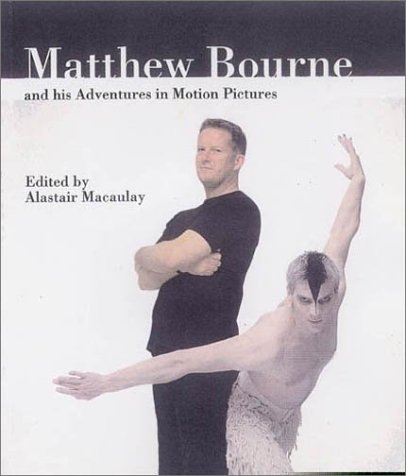 Matthew Bourne
and his Adventures in Motion Pictures
Edited by
Alastair Macaulay